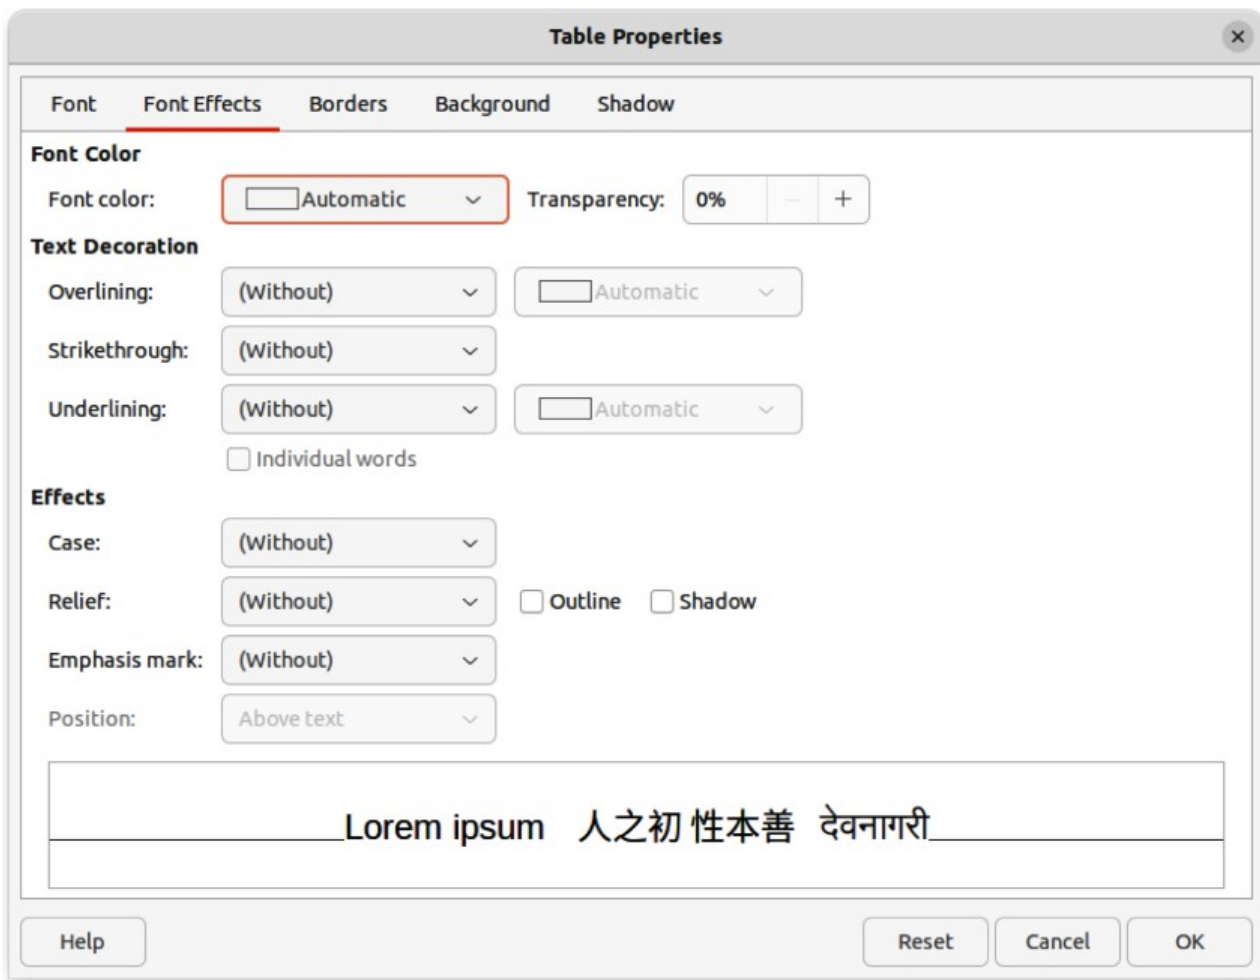 Table Properties
Font Font Effects Borders Background Shadow
Font Color
Font color: Automatic Transparency: 0%
Text Decoration
Overlining: (Without) Automatic
Strikethrough: (Without)
Underlining: (Without) Automatic
Individual words
Effects
Case: (Without)
Relief: (Without) Outline Shadow
Emphasis mark: (Without)
Position: Above text
Lorem ipsum 人之初 性本善 देवनागरी
Help Reset Cancel OK